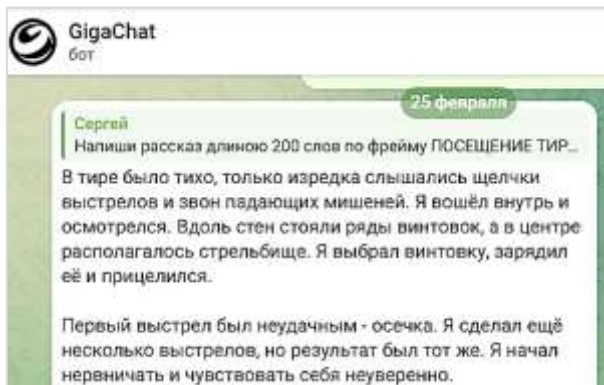 GigaChat
бот
25 февраля
Сергей
Напиши рассказ длиною 200 слов по фрейму ПОСЕЩЕНИЕ ТИР...
В тире было тихо, только изредка слышались щелчки
выстрелов и звон падающих мишеней. Я вошёл внутрь и
осмотрелся. Вдоль стен стояли ряды винтовок, а в центре
располагалось стрельбище. Я выбрал винтовку, зарядил
её и прицелился.
Первый выстрел был неудачным - осечка. Я сделал ещё
несколько выстрелов, но результат был тот же. Я начал
нервничать и чувствовать себя неуверенно.